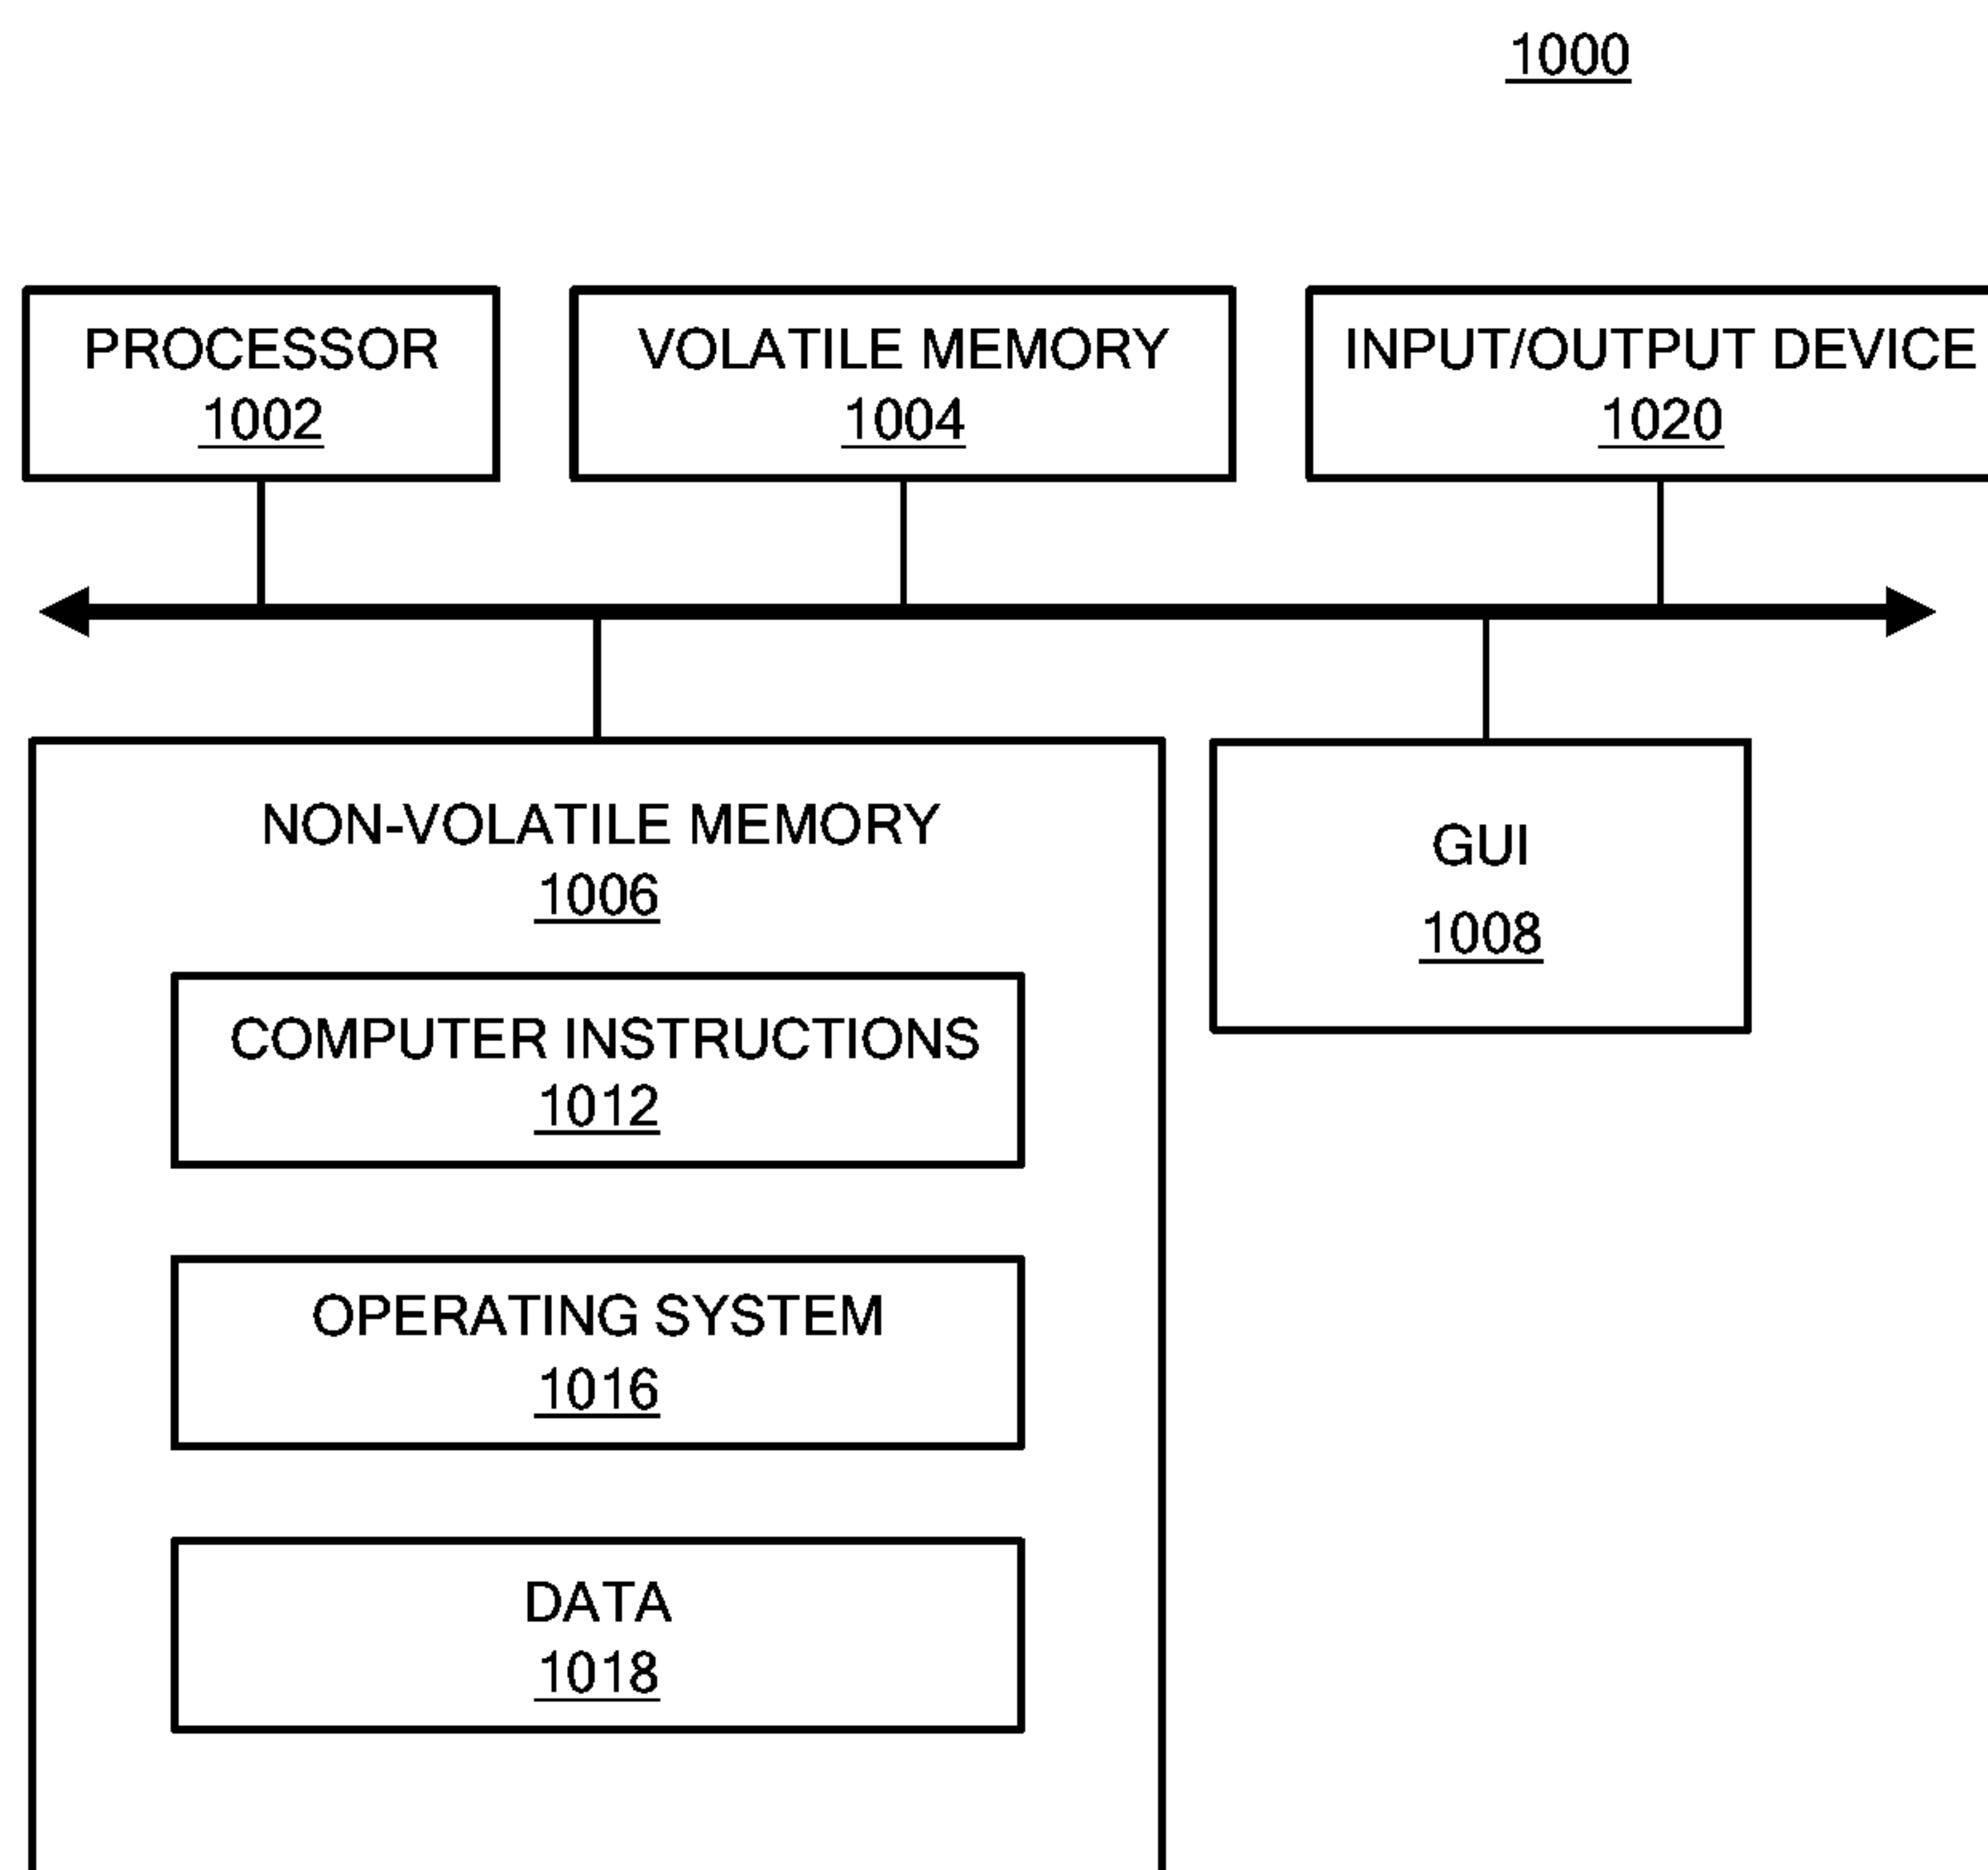 1000
PROCESSOR
1002
VOLATILE MEMORY
1004
INPUT/OUTPUT DEVICE
1020
NON-VOLATILE MEMORY
1006
GUI
1008
COMPUTER INSTRUCTIONS
1012
OPERATING SYSTEM
1016
DATA
1018